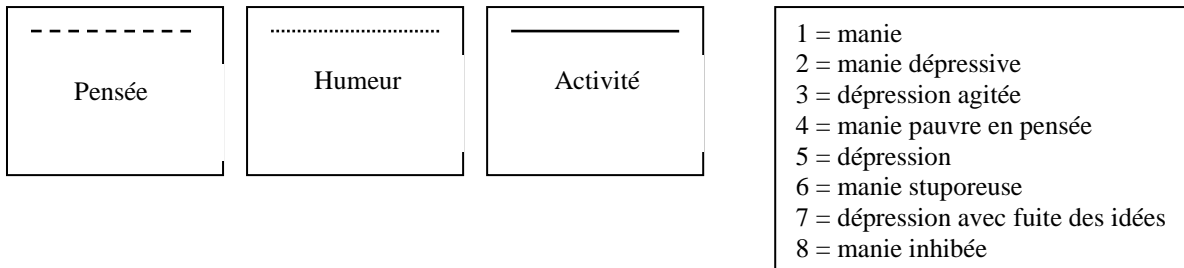 Pensée
Humeur
Activité
1 = manie
2 = manie dépressive
3 = dépression agitée
4 = manie pauvre en pensée
5 = dépression
6 = manie stuporeuse
7 = dépression avec fuite des idées
8 = manie inhibée